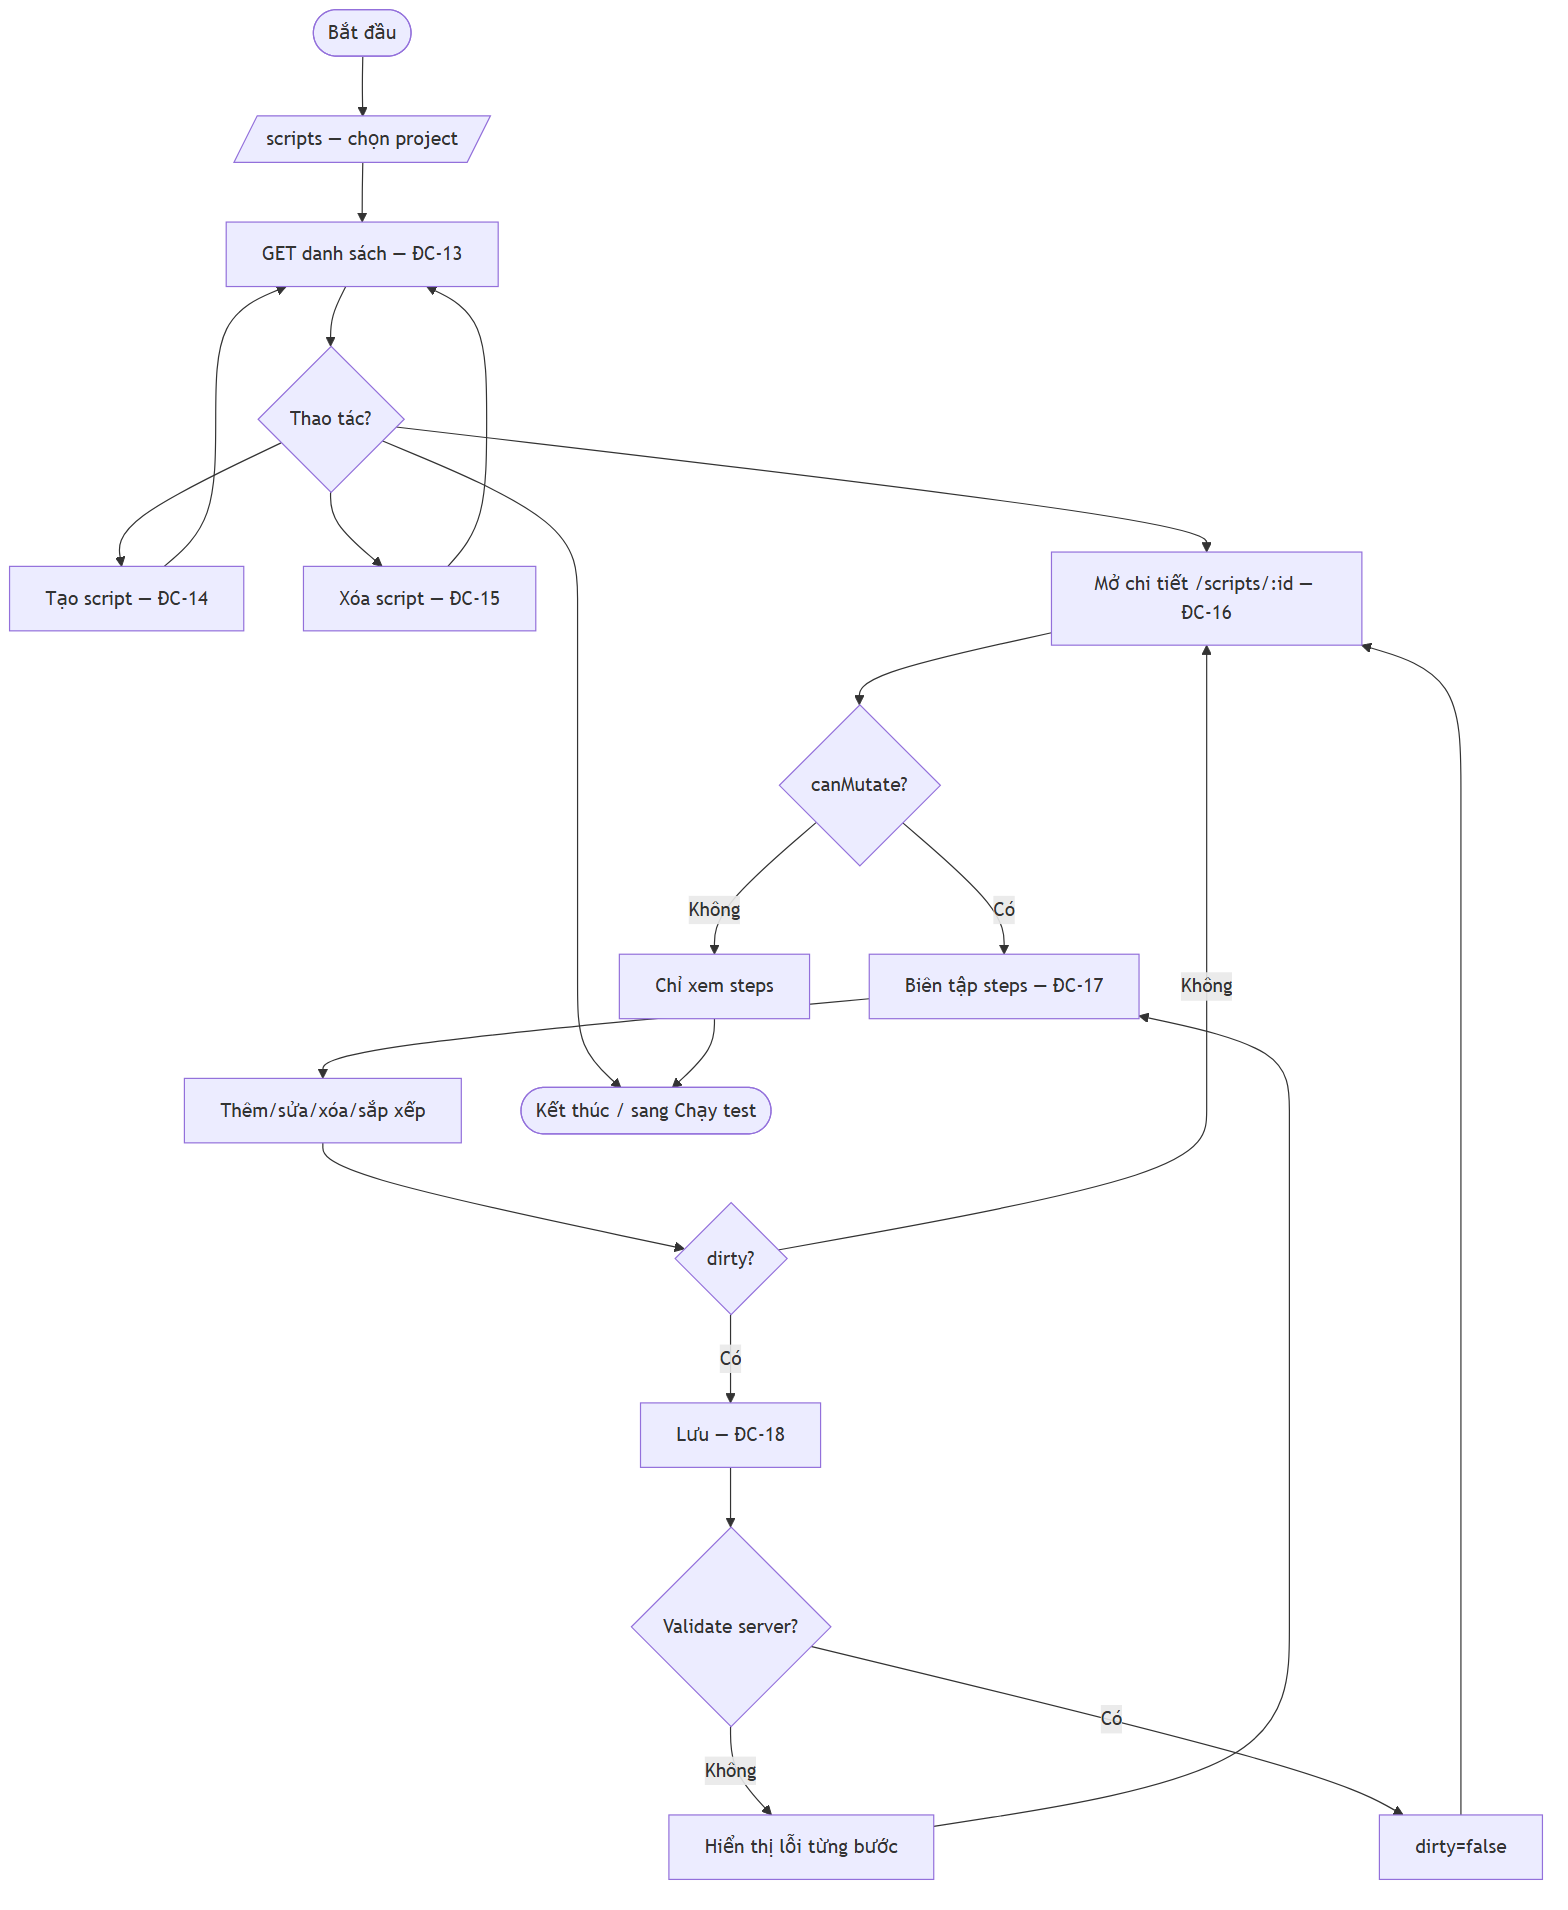 Bắt đầu
scripts — chọn project
GET danh sách — ĐC-13
Thao tác?
Tạo script — ĐC-14
Xóa script — ĐC-15
Mở chi tiết /scripts/:id —
ĐC-16
canMutate?
Không
Có
Chỉ xem steps
Biên tập steps — ĐC-17
Không
Thêm/sửa/xóa/sắp xếp
Kết thúc / sang Chạy test
dirty?
Có
Lưu — ĐC-18
Validate server?
Có
Không
Hiển thị lỗi từng bước
dirty=false